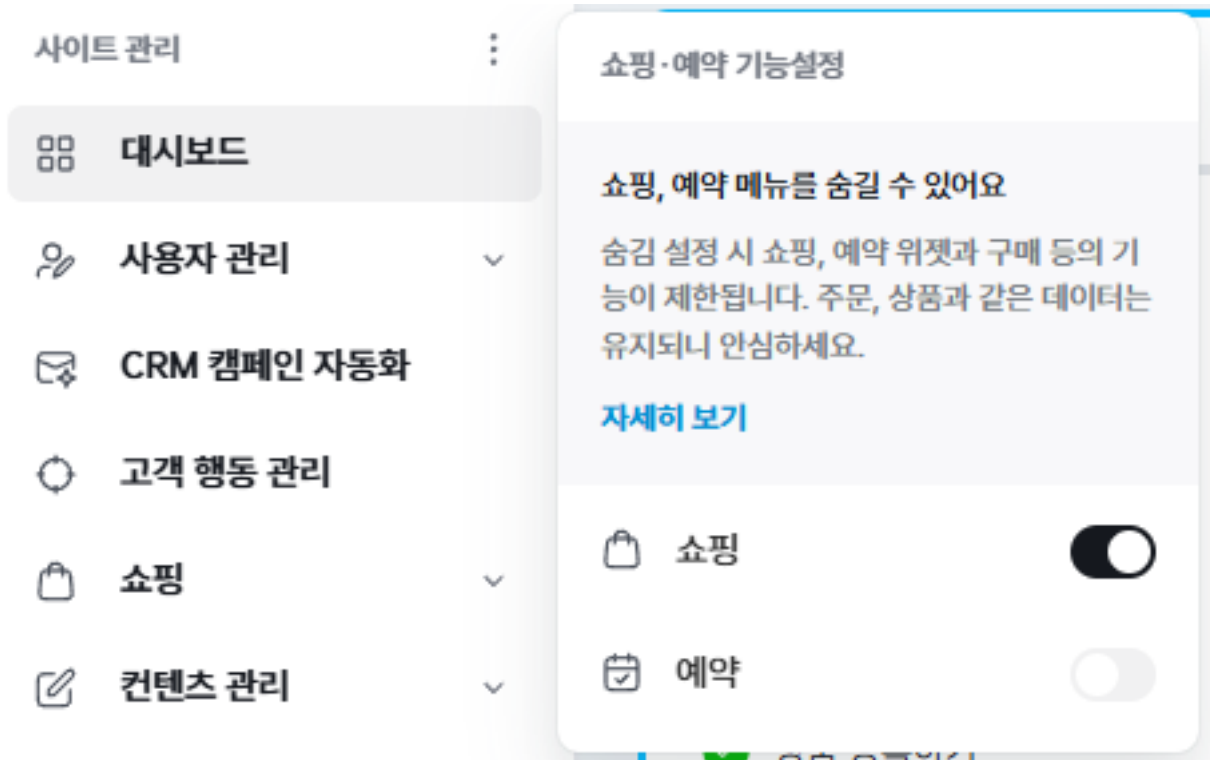 사이트 관리
대시보드
사용자 관리
CRM 캠페인 자동화
고객 행동 관리
쇼핑
컨텐츠 관리
쇼핑·예약 기능설정
쇼핑, 예약 메뉴를 숨길 수 있어요
숨김 설정 시 쇼핑, 예약 위젯과 구매 등의 기
능이 제한됩니다. 주문, 상품과 같은 데이터는
유지되니 안심하세요.
자세히 보기
쇼핑
예약